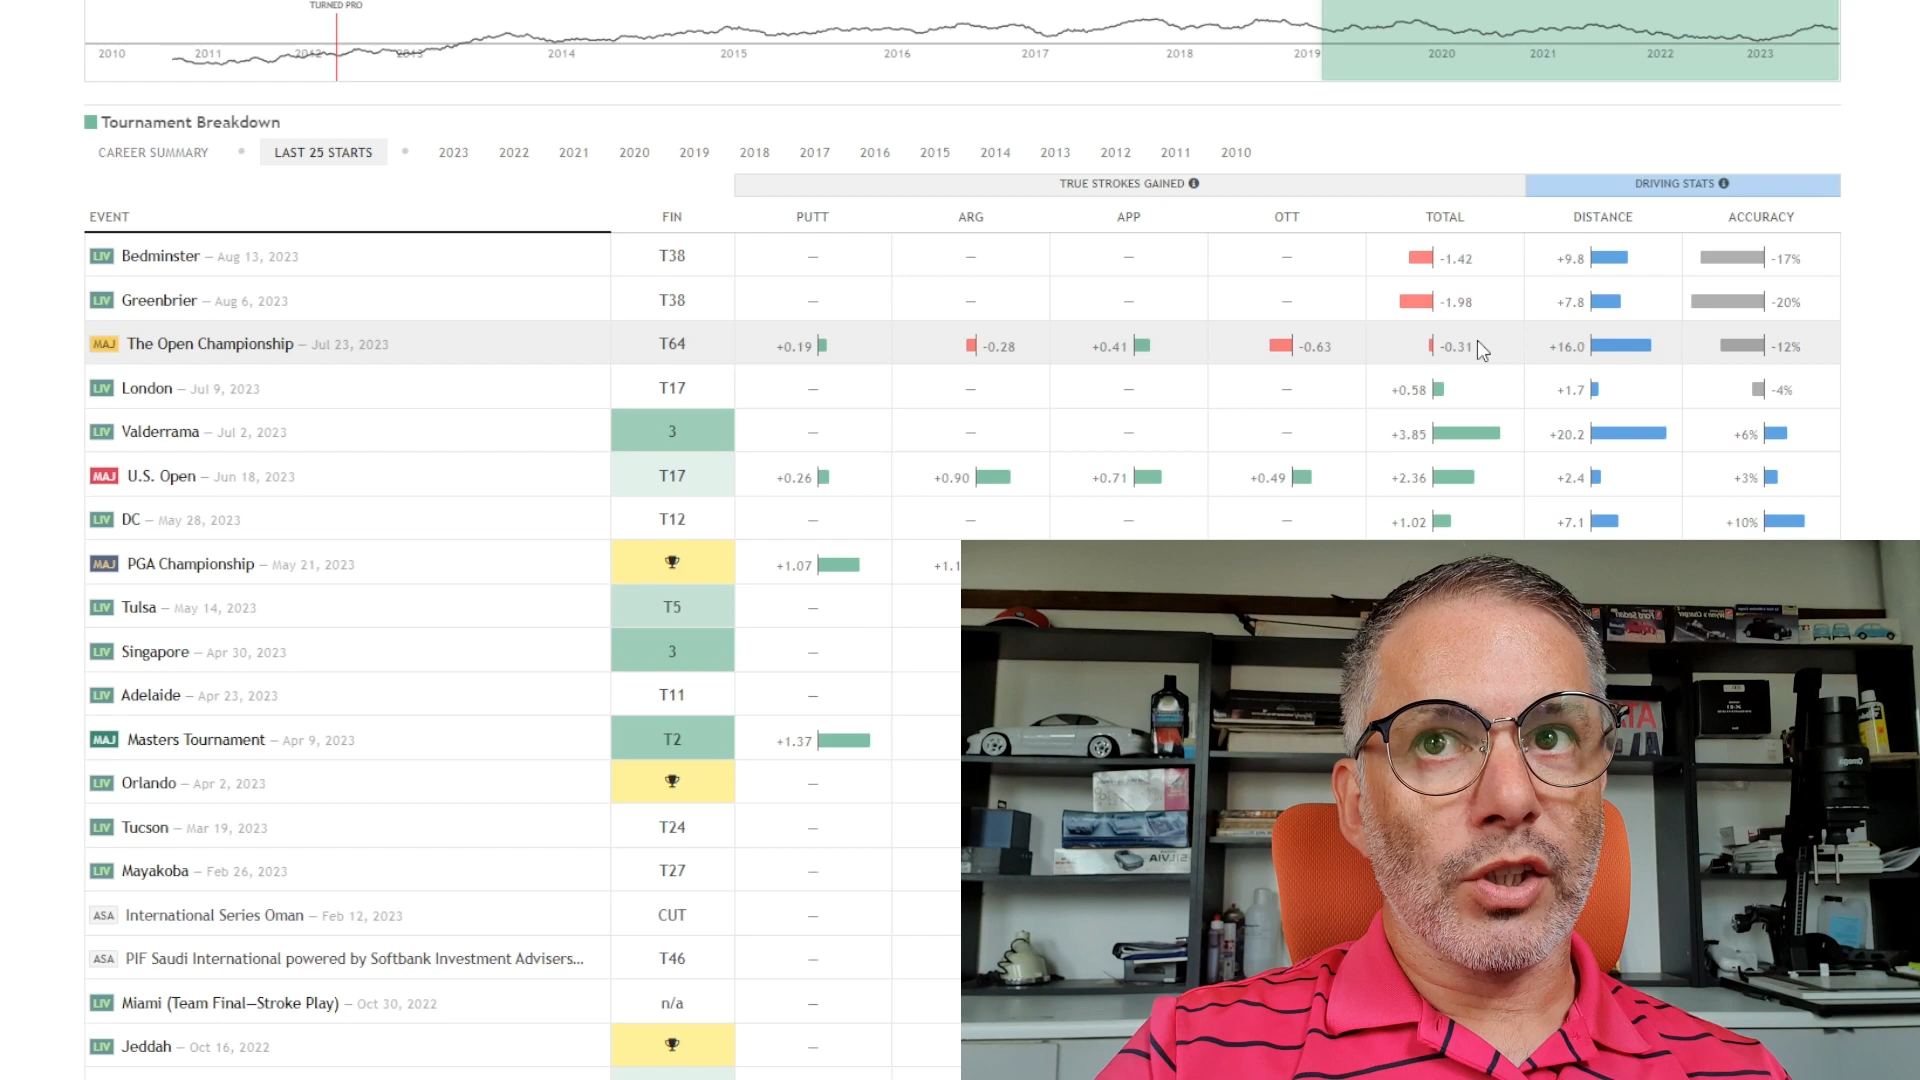 TURNED PRO
2010 2011 2012 2013 2014 2015 2016 2017 2018 2019 2020 2021 2022 2023
Tournament Breakdown
CAREER SUMMARY • LAST 25 STARTS • 2023 2022 2021 2020 2019 2018 2017 2016 2015 2014 2013 2012 2011 2010
TRUE STROKES GAINED DRIVING STATS
EVENT FIN PUTT ARG APP OTT TOTAL DISTANCE ACCURACY
LIV Bedminster — Aug 13, 2023 T38 — — — — -1.42 +9.8 -17%
LIV Greenbrier — Aug 6, 2023 T38 — — — — -1.98 +7.8 -20%
MAJ The Open Championship — Jul 23, 2023 T64 +0.19 -0.28 +0.41 -0.63 -0.31 +16.0 -12%
LIV London — Jul 9, 2023 T17 — — — — +0.58 +1.7 -4%
LIV Valderrama — Jul 2, 2023 3 — — — — +3.85 +20.2 +6%
MAJ U.S. Open — Jun 18, 2023 T17 +0.26 +0.90 +0.71 +0.49 +2.36 +2.4 +3%
LIV DC — May 28, 2023 T12 — — — — +1.02 +7.1 +10%
MAJ PGA Championship — May 21, 2023 +1.07 +1.1
LIV Tulsa — May 14, 2023 T5 —
LIV Singapore — Apr 30, 2023 3 —
LIV Adelaide — Apr 23, 2023 T11 —
MAJ Masters Tournament — Apr 9, 2023 T2 +1.37
LIV Orlando — Apr 2, 2023 —
LIV Tucson — Mar 19, 2023 T24 —
LIV Mayakoba — Feb 26, 2023 T27 —
ASA International Series Oman — Feb 12, 2023 CUT —
ASA PIF Saudi International powered by Softbank Investment Advisers... T46 —
LIV Miami (Team Final—Stroke Play) — Oct 30, 2022 n/a —
LIV Jeddah — Oct 16, 2022 —
SILVIA
Omega